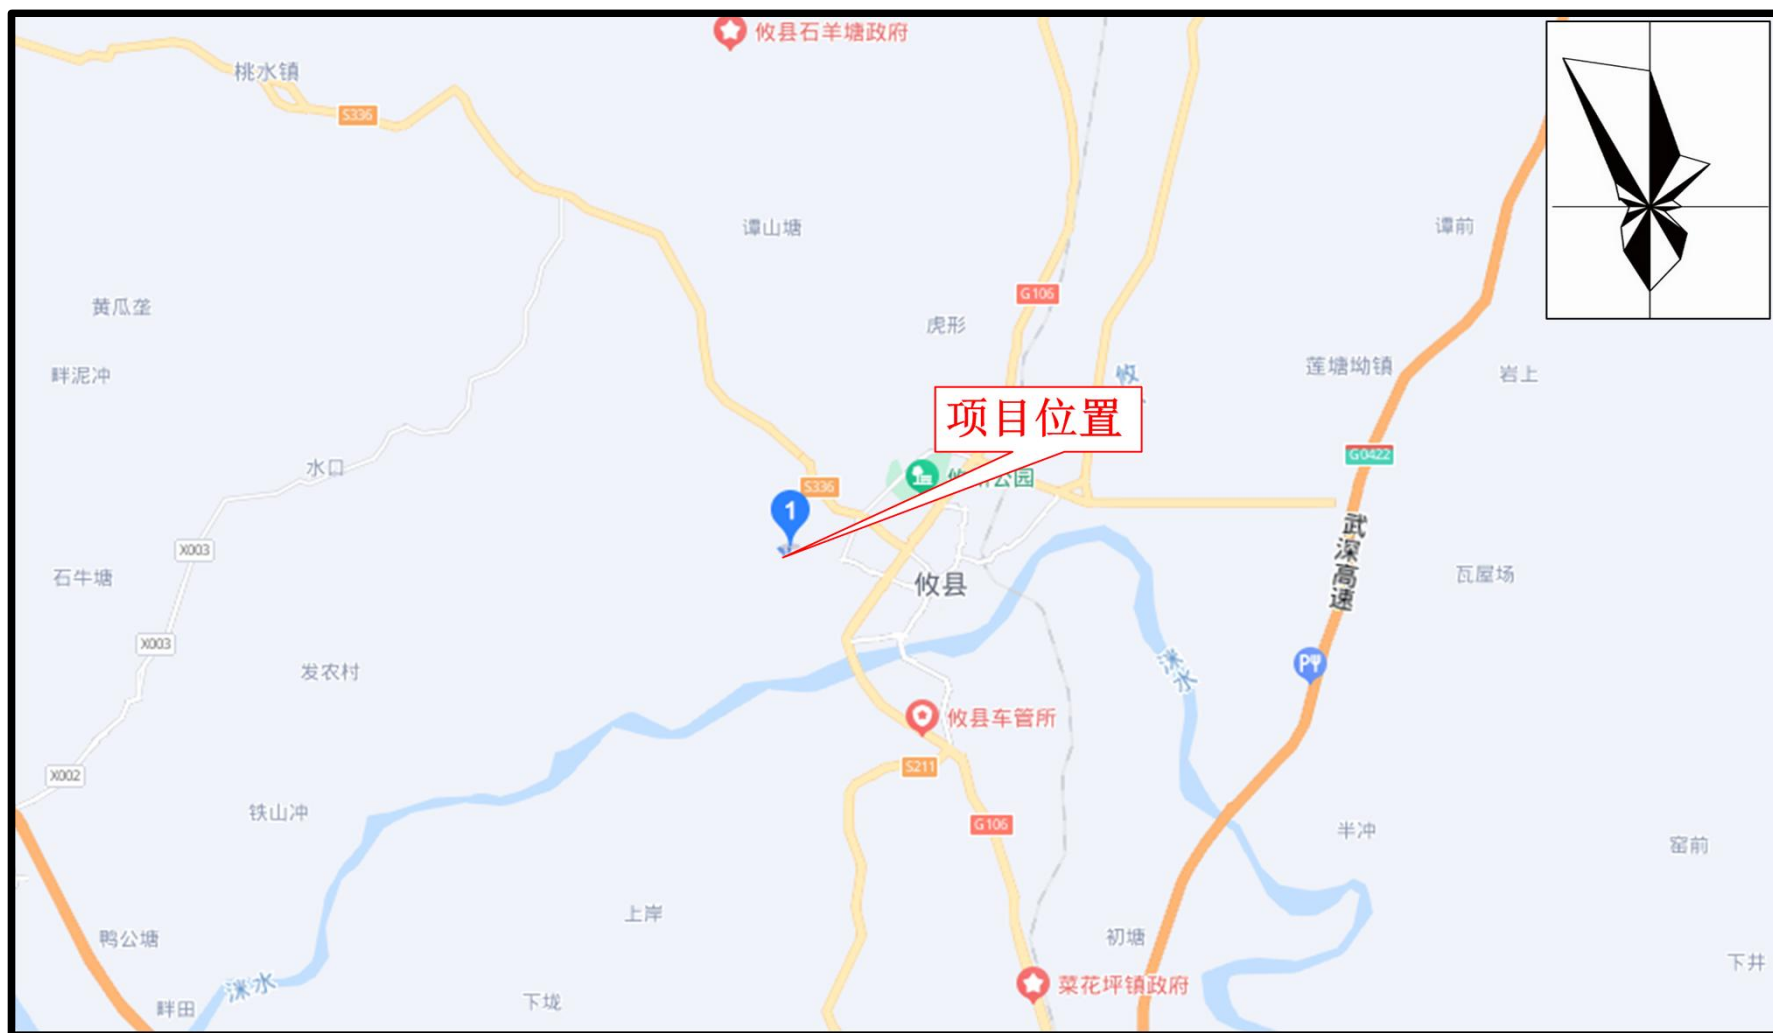 攸县石羊塘政府
桃水镇
S336
谭山塘
谭前
黄瓜垄
G106
虎形
畔泥冲
莲塘坳镇
岩上
攸
项目位置
G0422
水口
公园
S336
1
X003
武深高速
石牛塘
攸县
瓦屋场
X003
发农村
洣水
P
攸县车管所
X002
S211
铁山冲
G106
半冲
窑前
上岸
鸭公塘
初塘
下井
洣水
菜花坪镇政府
畔田
下垅